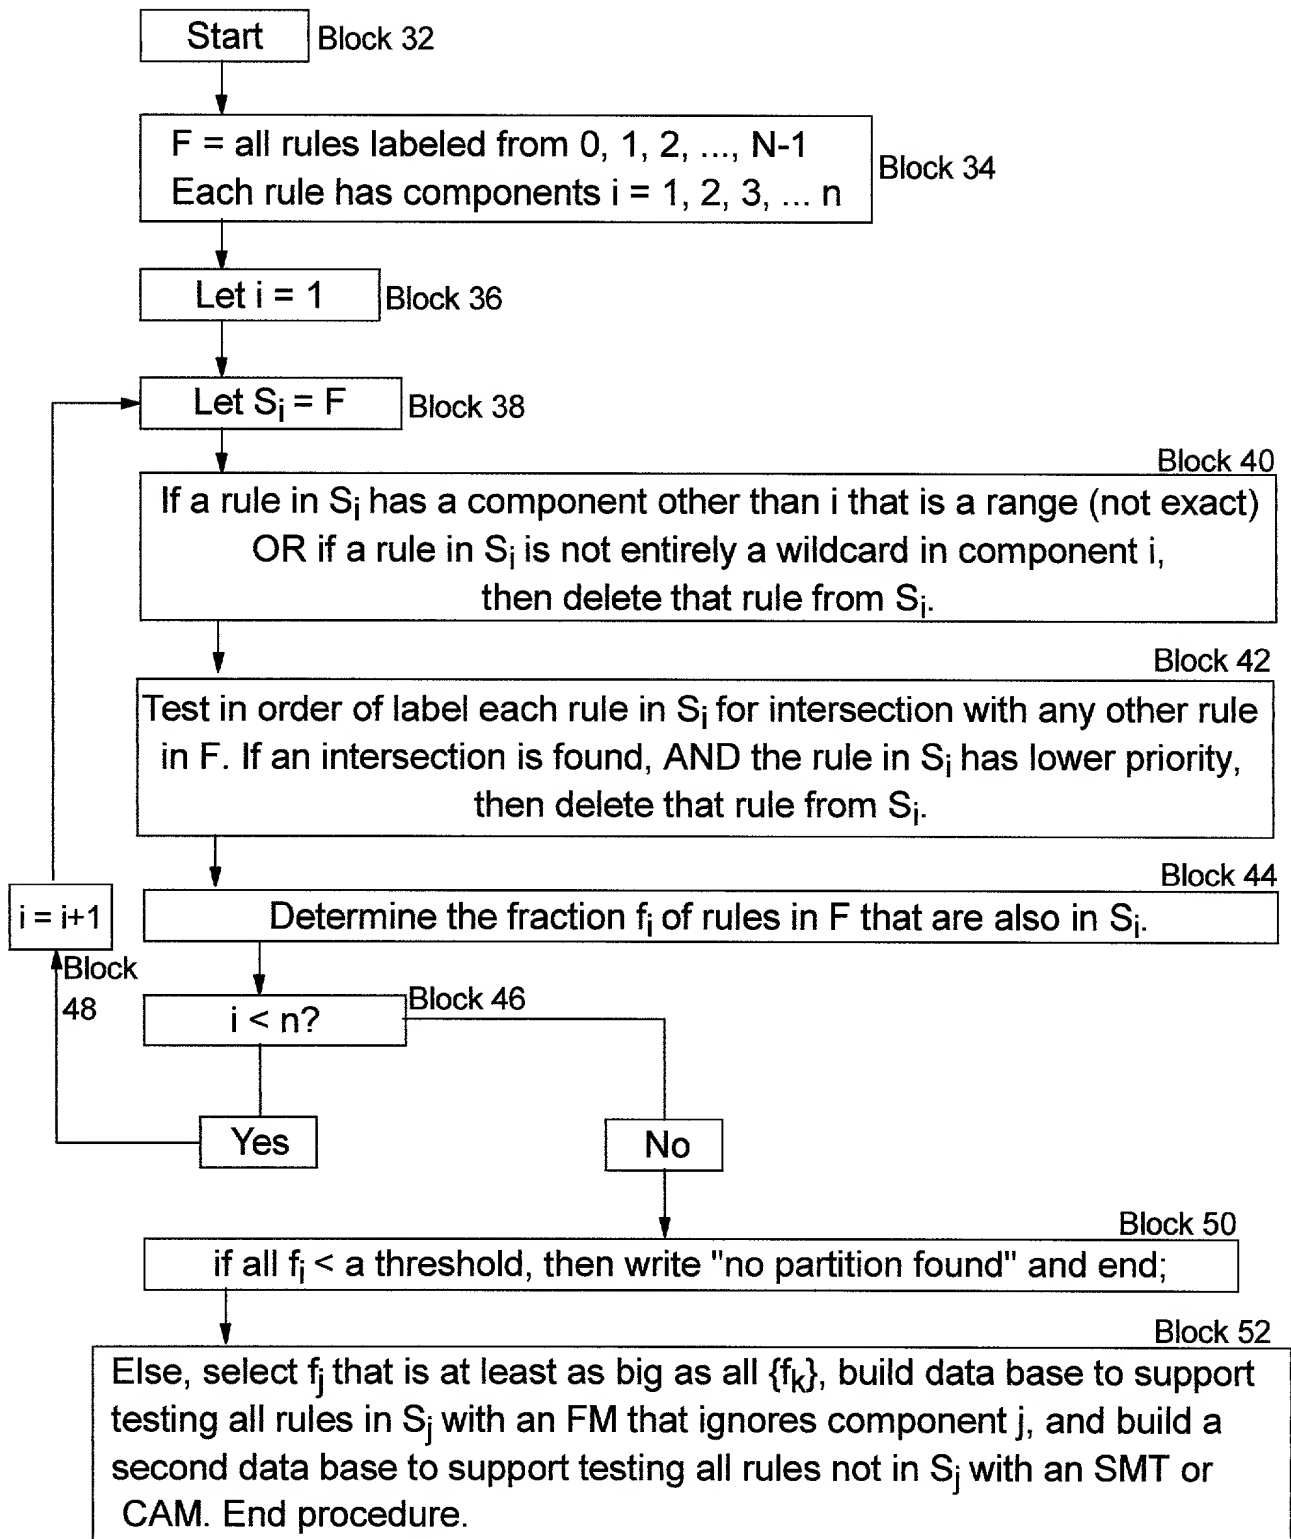 Start
Block 32
F = all rules labeled from 0, 1, 2, ..., N-1
Each rule has components i = 1, 2, 3, ... n
Block 34
Let i = 1
Block 36
Let Si = F
Block 38
Block 40
If a rule in Si has a component other than i that is a range (not exact)
OR if a rule in Si is not entirely a wildcard in component i,
then delete that rule from Si.
Block 42
Test in order of label each rule in Si for intersection with any other rule
in F. If an intersection is found, AND the rule in Si has lower priority,
then delete that rule from Si.
Block 44
Determine the fraction fi of rules in F that are also in Si.
i = i+1
Block
48
i < n?
Block 46
Yes
No
Block 50
if all fi < a threshold, then write "no partition found" and end;
Block 52
Else, select fj that is at least as big as all {fk}, build data base to support
testing all rules in Sj with an FM that ignores component j, and build a
second data base to support testing all rules not in Sj with an SMT or
CAM. End procedure.